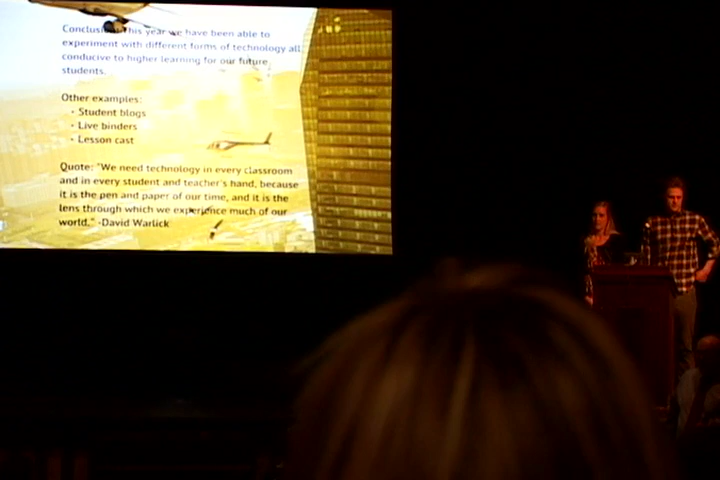 Conclusion: This year we have been able to
experiment with different forms of technology all
conducive to higher learning for our future
students.
Other examples:
- Student blogs
- Live binders
- Lesson cast
Quote: "We need technology in every classroom
and in every student and teacher's hand, because
it is the pen and paper of our time, and it is the
lens through which we experience much of our
world." -David Warlick